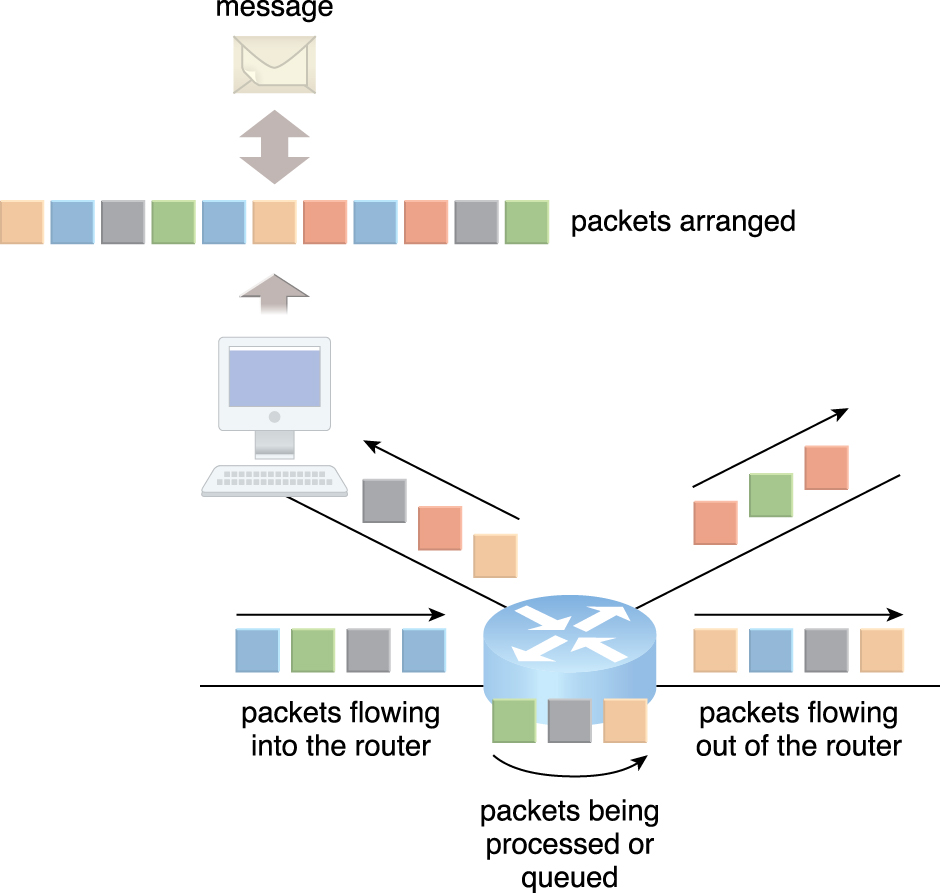 message
packets arranged
packets flowing
into the router
packets flowing
out of the router
packets being
processed or
queued